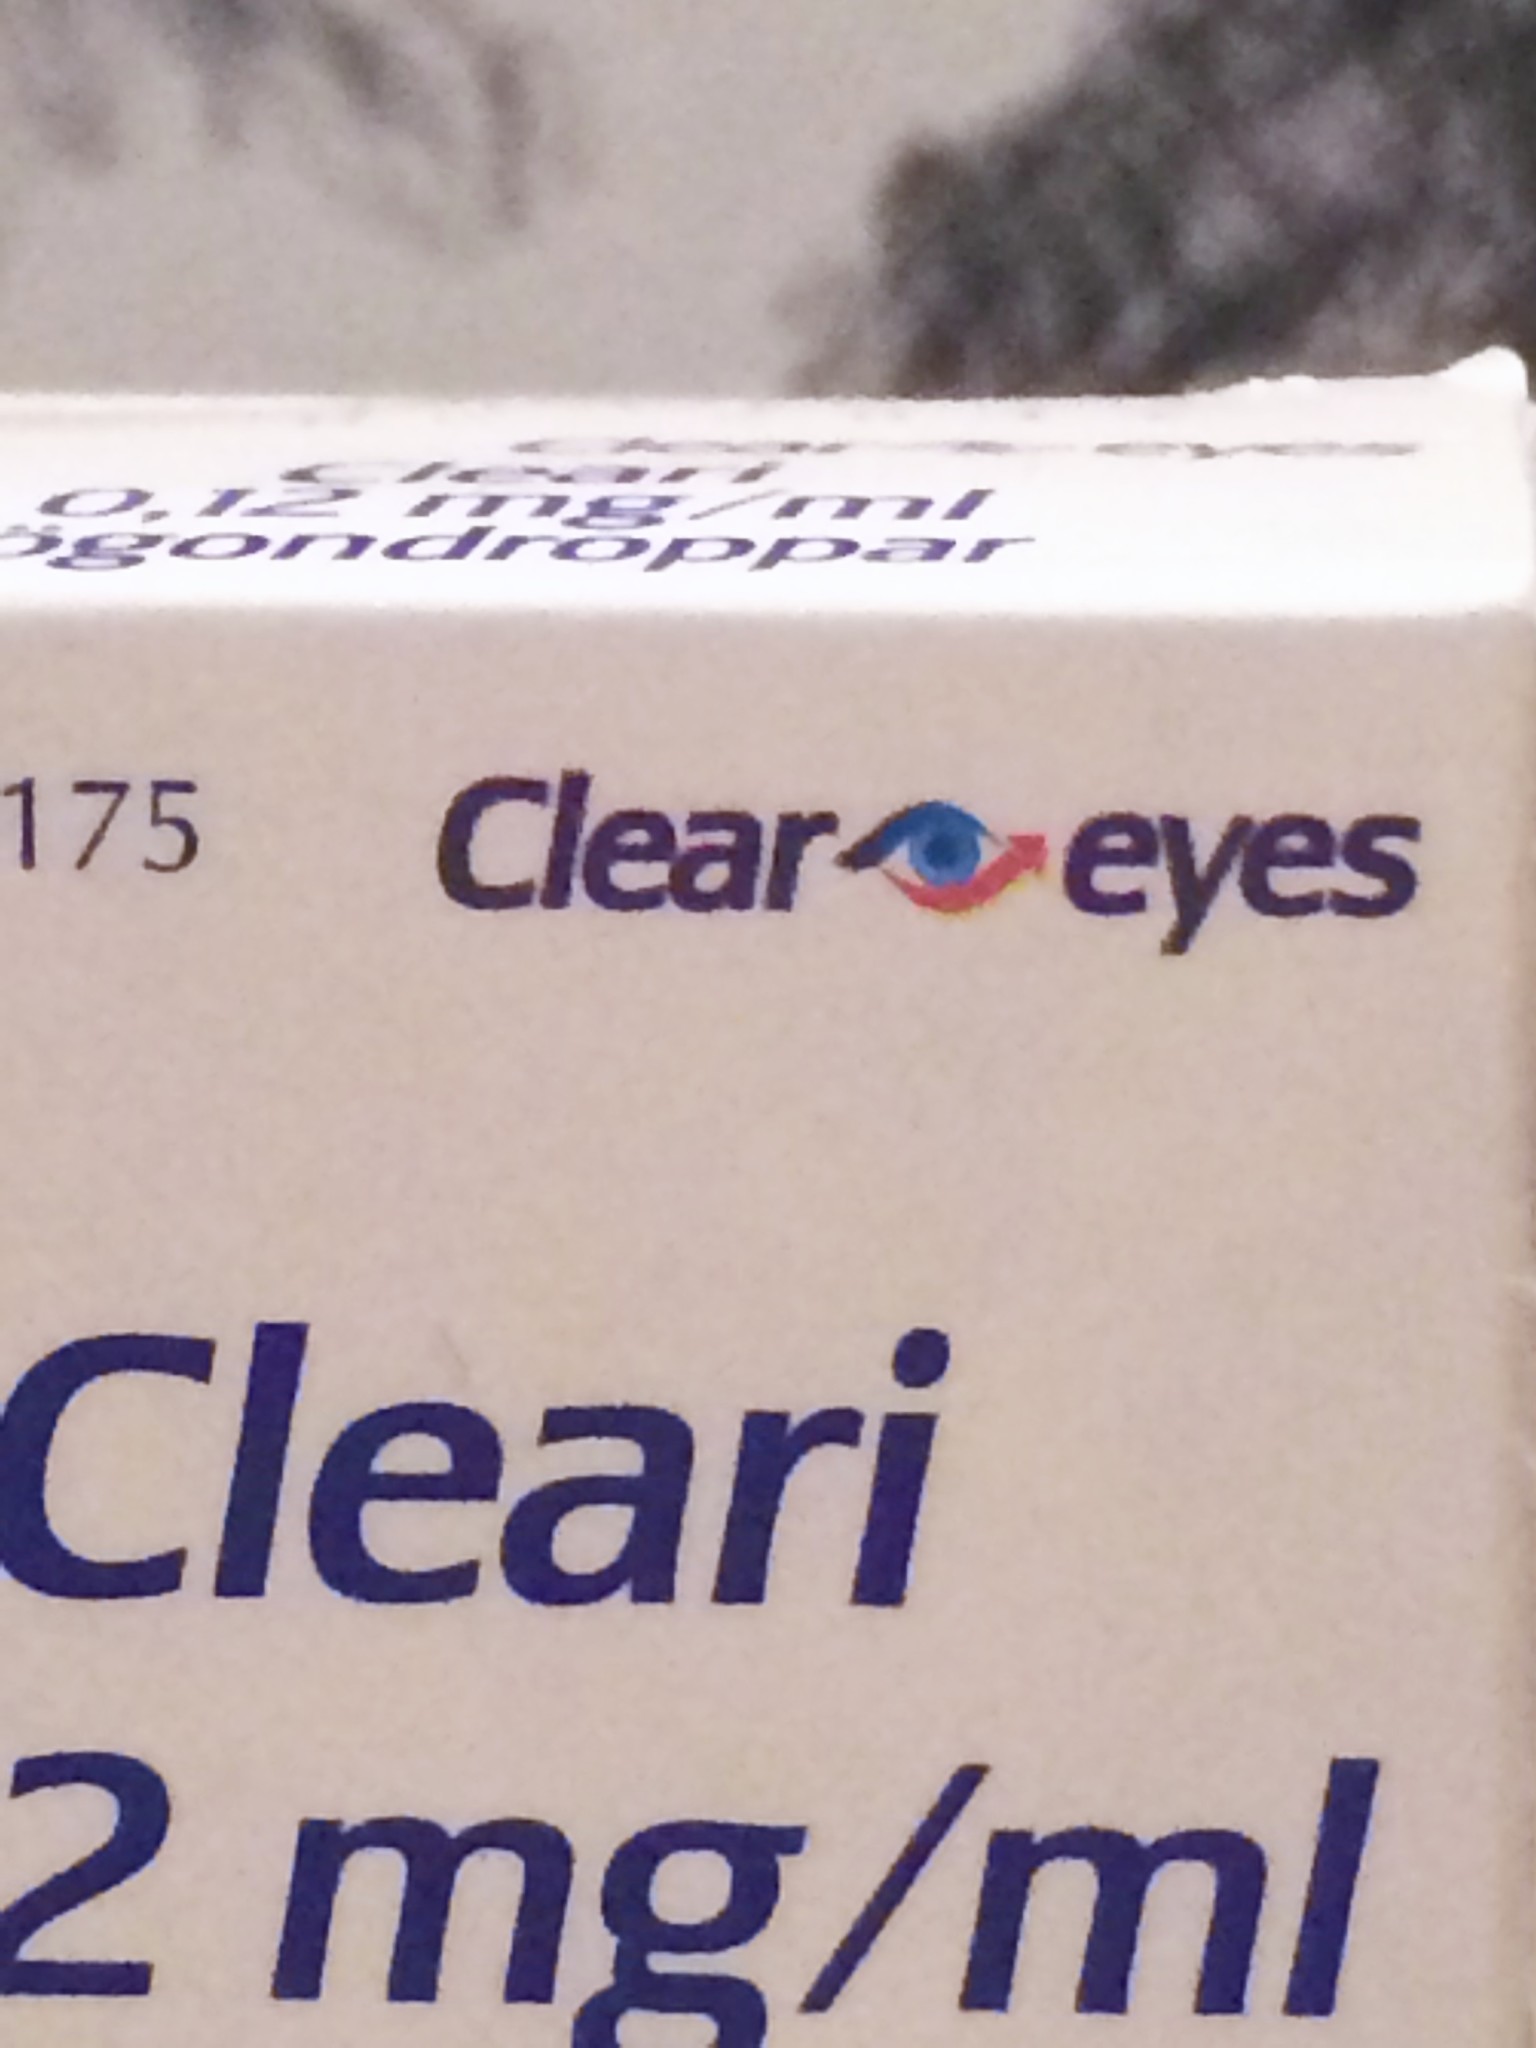 Clear eyes
Cleari
0,12 mg/ml
ögondroppar
175
Clear eyes
Cleari
2 mg/ml